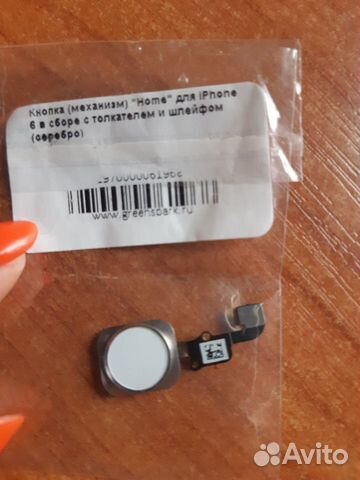 Кнопка (механизм) "Home" для iPhone
6 в сборе с толкателем и шлейфом
(серебро)
www.greenspark.ru
Avito